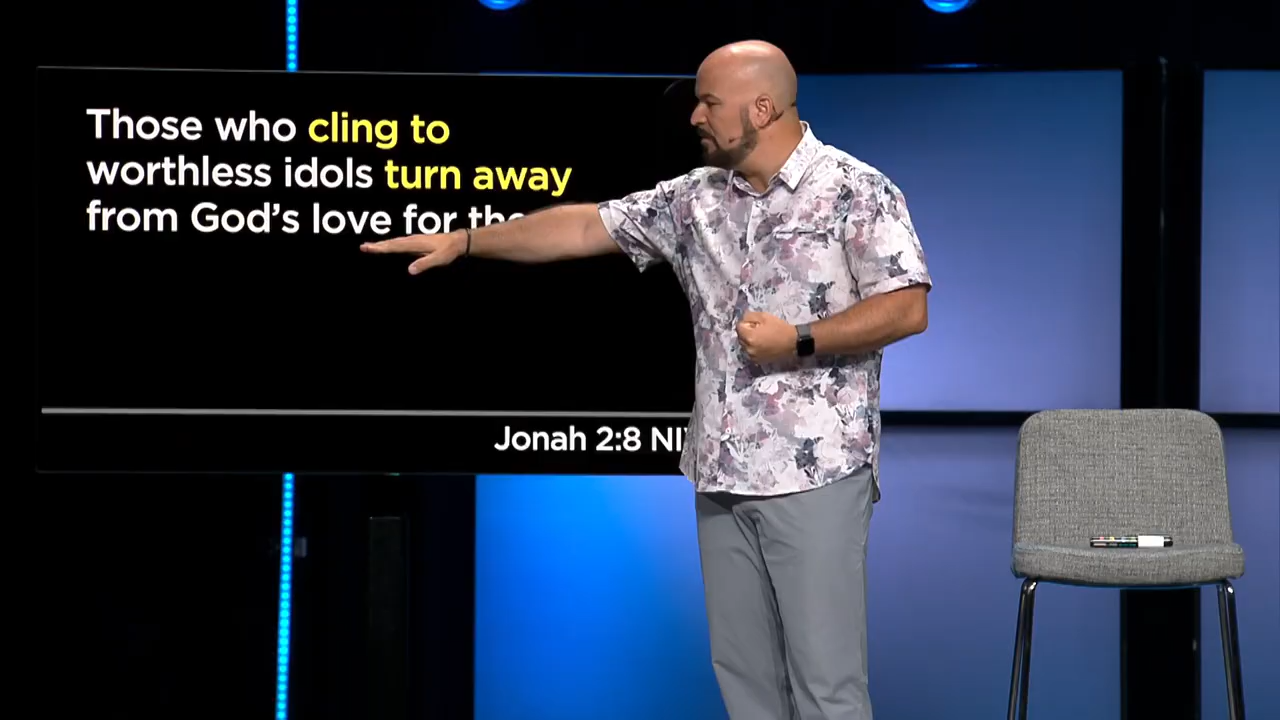 Those who cling to
worthless idols turn away
from God's love for
Jonah 2:8